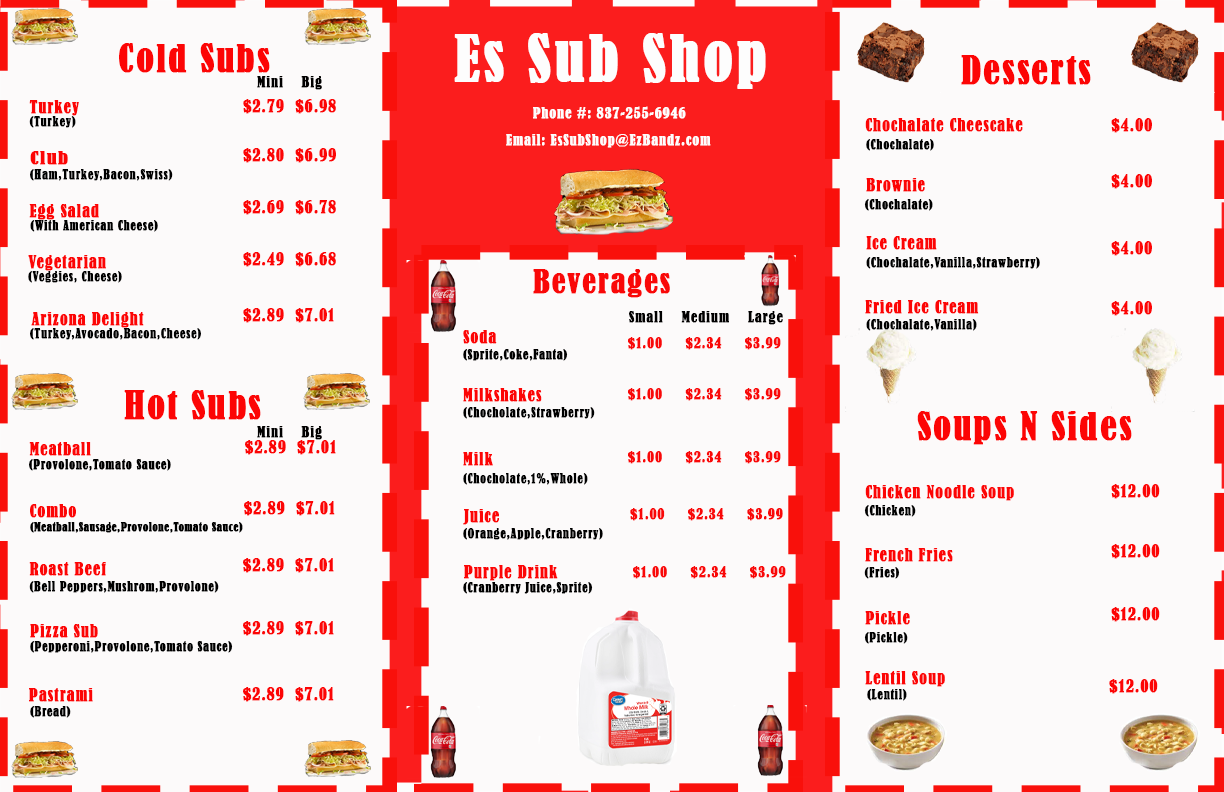 Cold Subs
Mini Big
Turkey $2.79 $6.98
(Turkey)
Club $2.80 $6.99
(Ham,Turkey,Bacon,Swiss)
Egg Salad $2.69 $6.78
(With American Cheese)
Vegetarian $2.49 $6.68
(Veggies, Cheese)
Arizona Delight $2.89 $7.01
(Turkey,Avocado,Bacon,Cheese)
Hot Subs
Mini Big
Meatball $2.89 $7.01
(Provolone,Tomato Sauce)
Combo $2.89 $7.01
(Meatball,Sausage,Provolone,Tomato Sauce)
Roast Beef $2.89 $7.01
(Bell Peppers,Mushrom,Provolone)
Pizza Sub $2.89 $7.01
(Pepperoni,Provolone,Tomato Sauce)
Pastrami $2.89 $7.01
(Bread)
Es Sub Shop
Phone #: 837-255-6946
Email: EsSubShop@EzBandz.com
Beverages
Coca-Cola
Coca-Cola
Small Medium Large
Soda $1.00 $2.34 $3.99
(Sprite,Coke,Fanta)
Milkshakes $1.00 $2.34 $3.99
(Chocholate,Strawberry)
Milk $1.00 $2.34 $3.99
(Chocholate,1%,Whole)
Juice $1.00 $2.34 $3.99
(Orange,Apple,Cranberry)
Purple Drink $1.00 $2.34 $3.99
(Cranberry Juice,Sprite)
Whole Milk
Coca-Cola
Coca-Cola
Desserts
Chochalate Cheescake $4.00
(Chochalate)
Brownie $4.00
(Chochalate)
Ice Cream $4.00
(Chochalate,Vanilla,Strawberry)
Fried Ice Cream $4.00
(Chochalate,Vanilla)
Soups N Sides
Chicken Noodle Soup $12.00
(Chicken)
French Fries $12.00
(Fries)
Pickle $12.00
(Pickle)
Lentil Soup $12.00
(Lentil)